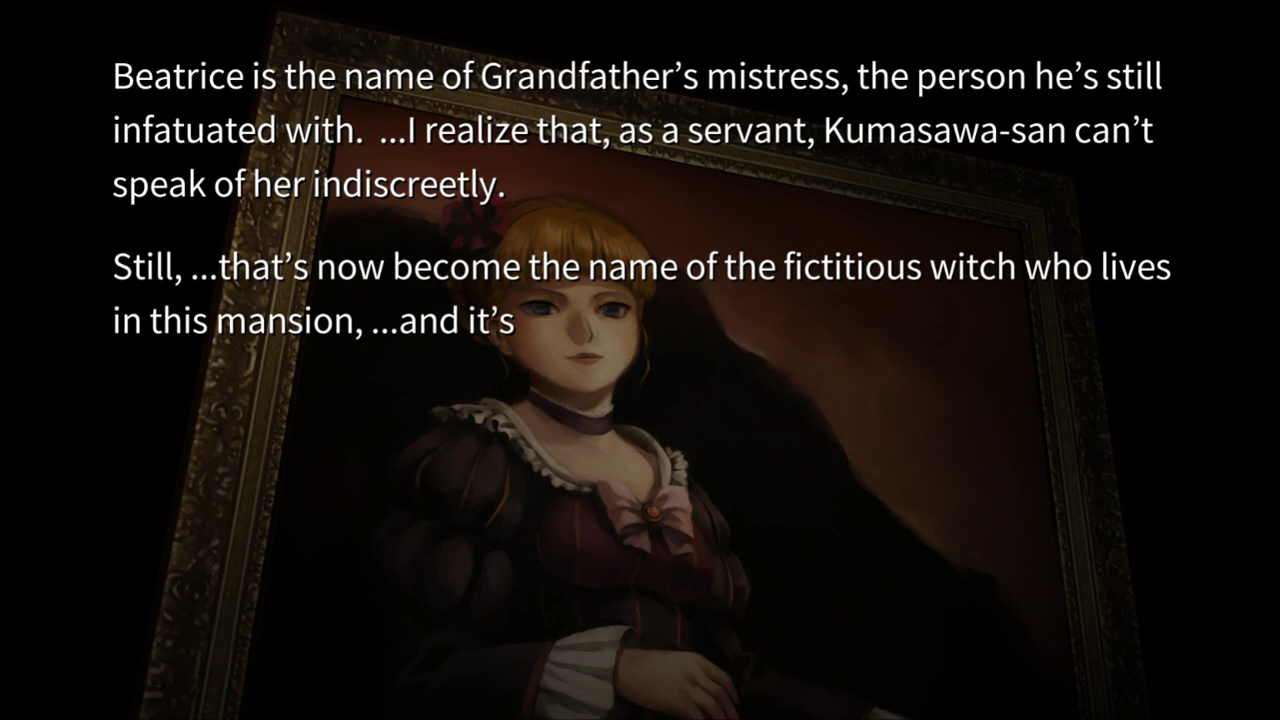 Beatrice is the name of Grandfather’s mistress, the person he’s still
infatuated with.  ...I realize that, as a servant, Kumasawa-san can’t
speak of her indiscreetly.
Still, ...that’s now become the name of the fictitious witch who lives
in this mansion, ...and it’s